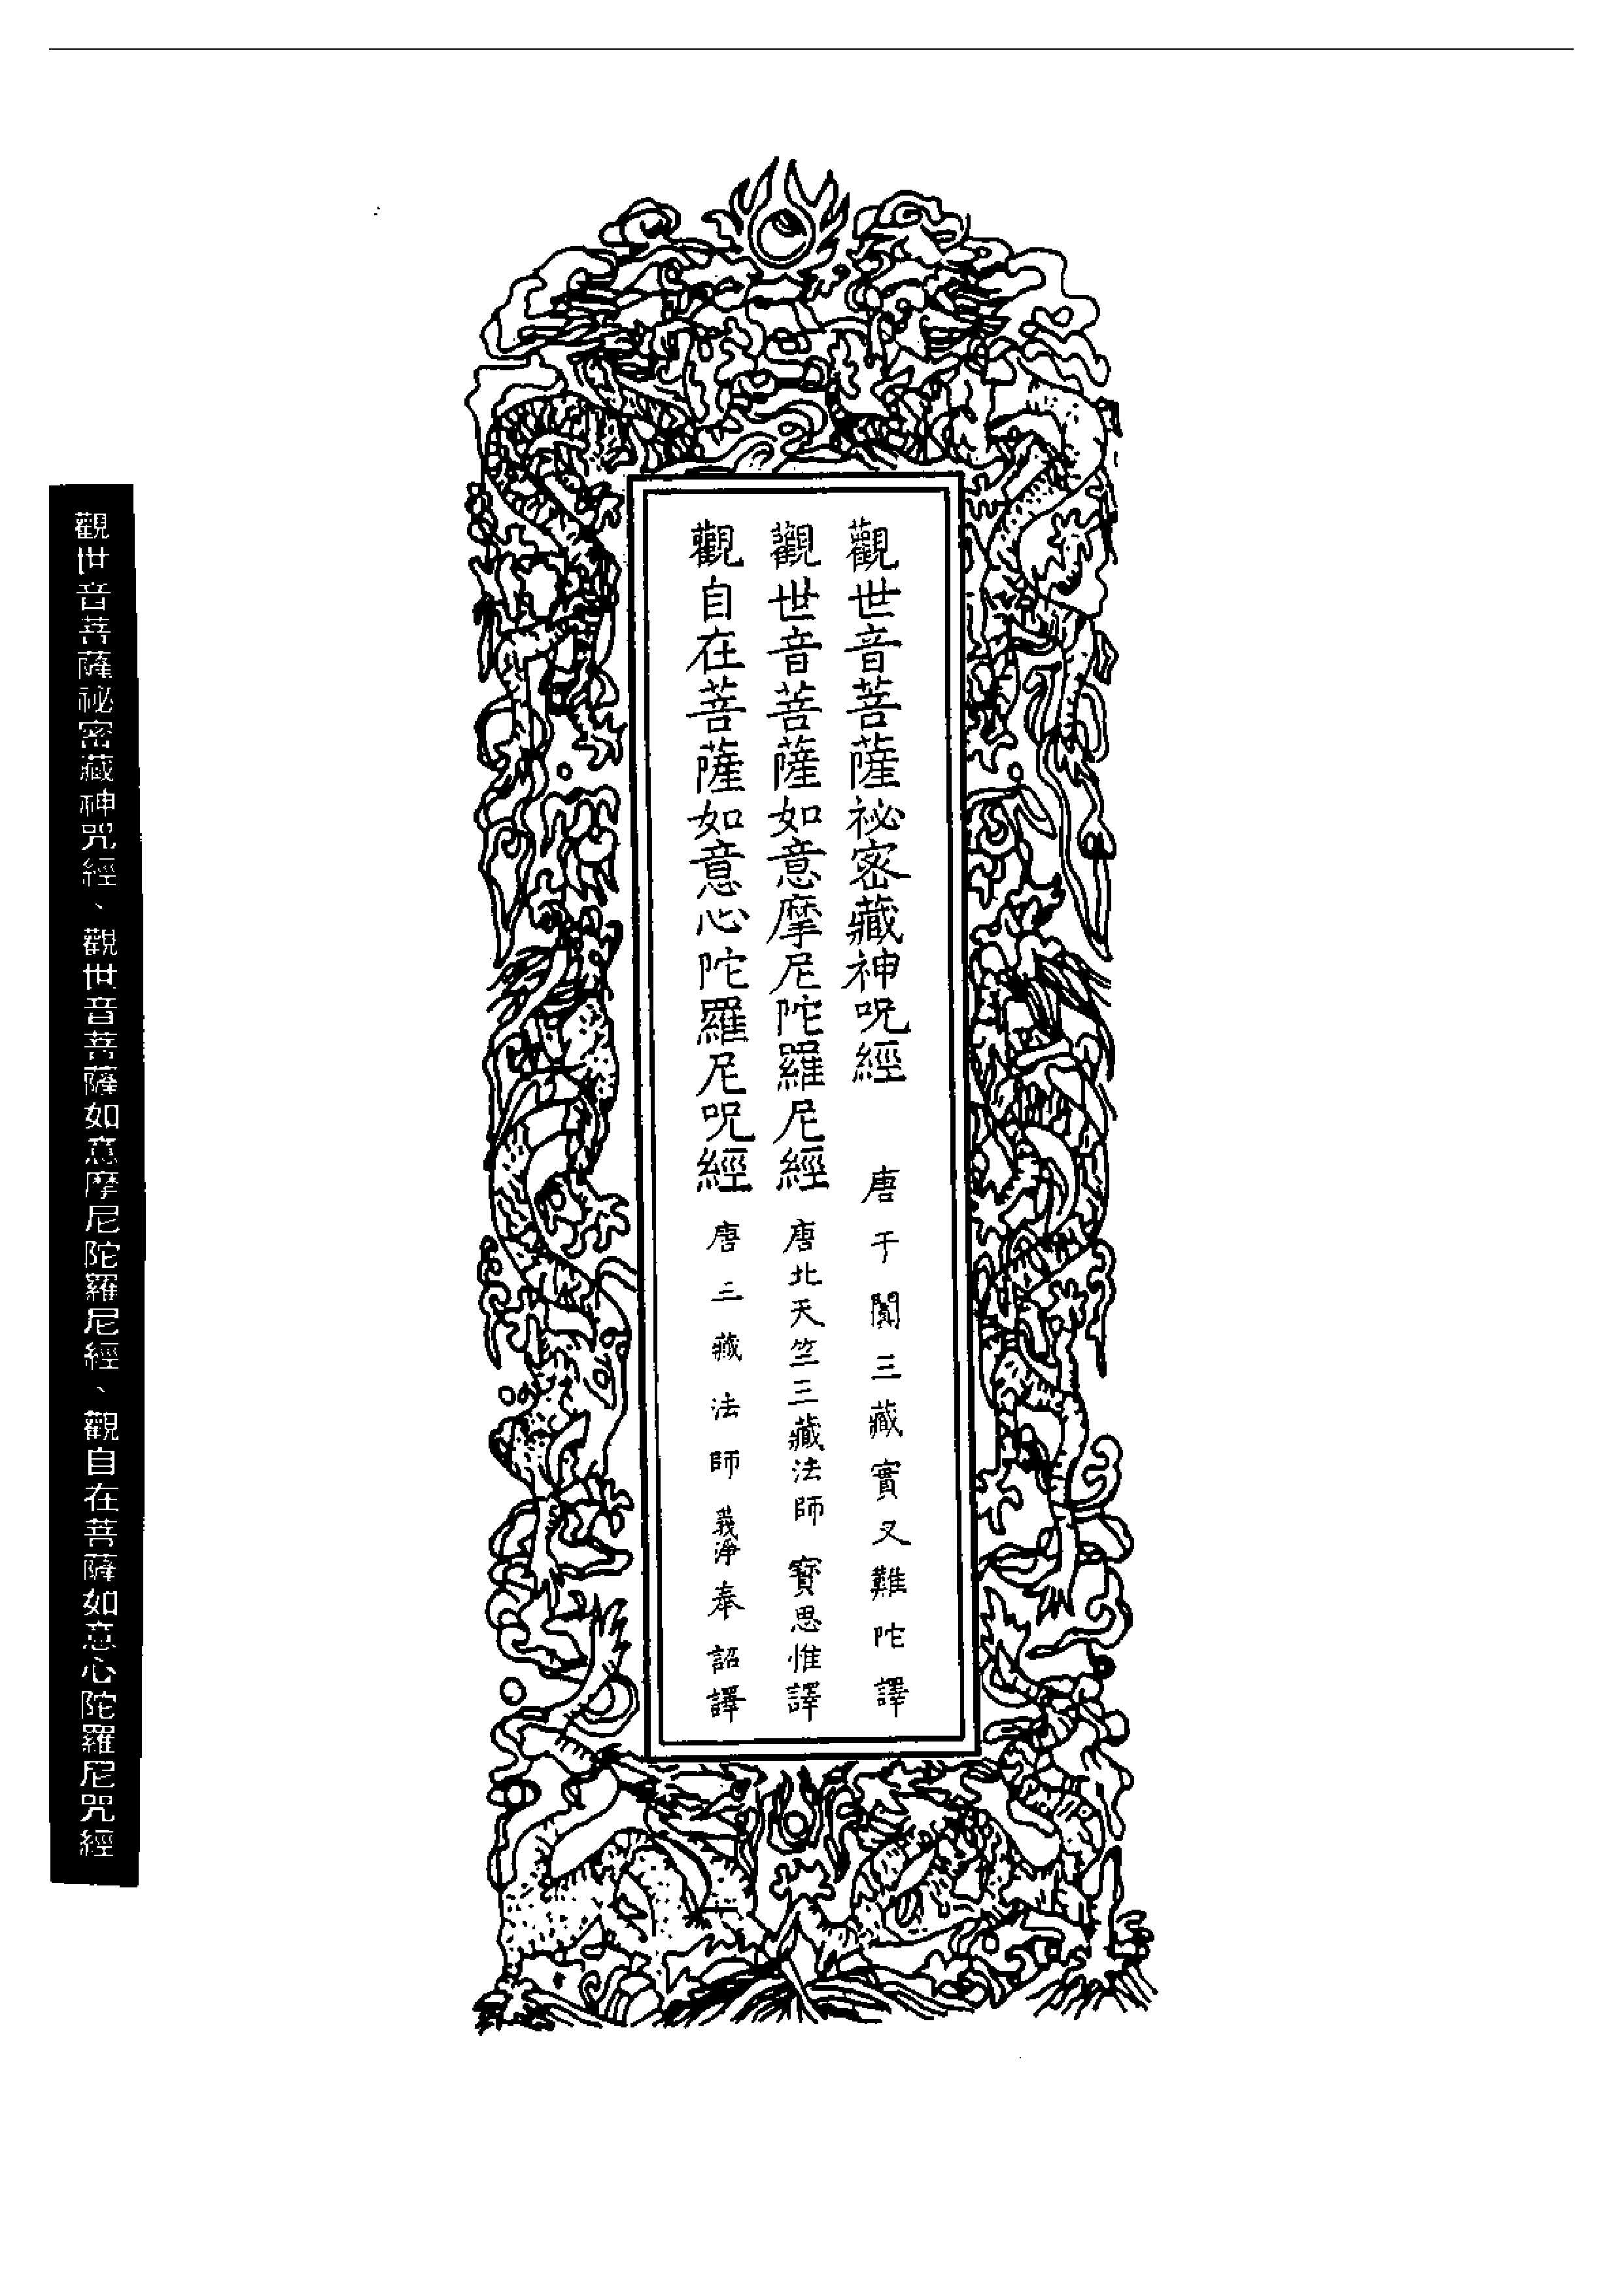 觀世音菩薩祕密藏神呪經　唐于闐三藏實叉難陀譯
觀世音菩薩如意摩尼陀羅尼經　唐北天竺三藏法師　寶思惟譯
觀自在菩薩如意心陀羅尼呪經　唐三藏法師義淨奉詔譯
觀世音菩薩祕密藏神咒經、觀世音菩薩如意摩尼陀羅尼經、觀自在菩薩如意心陀羅尼咒經